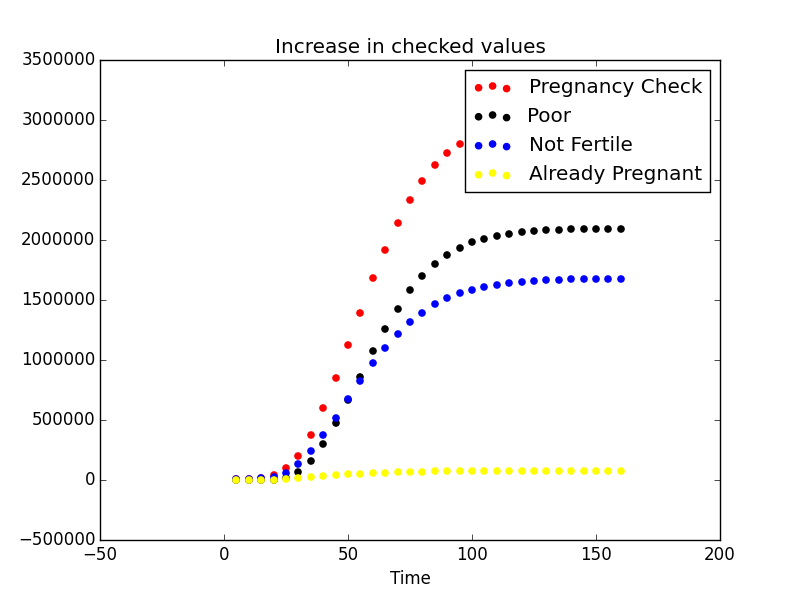 Increase in checked values
3500000
3000000
2500000
2000000
1500000
1000000
500000
0
−500000
Pregnancy Check
Poor
Not Fertile
Already Pregnant
−50
0
50
100
150
200
Time